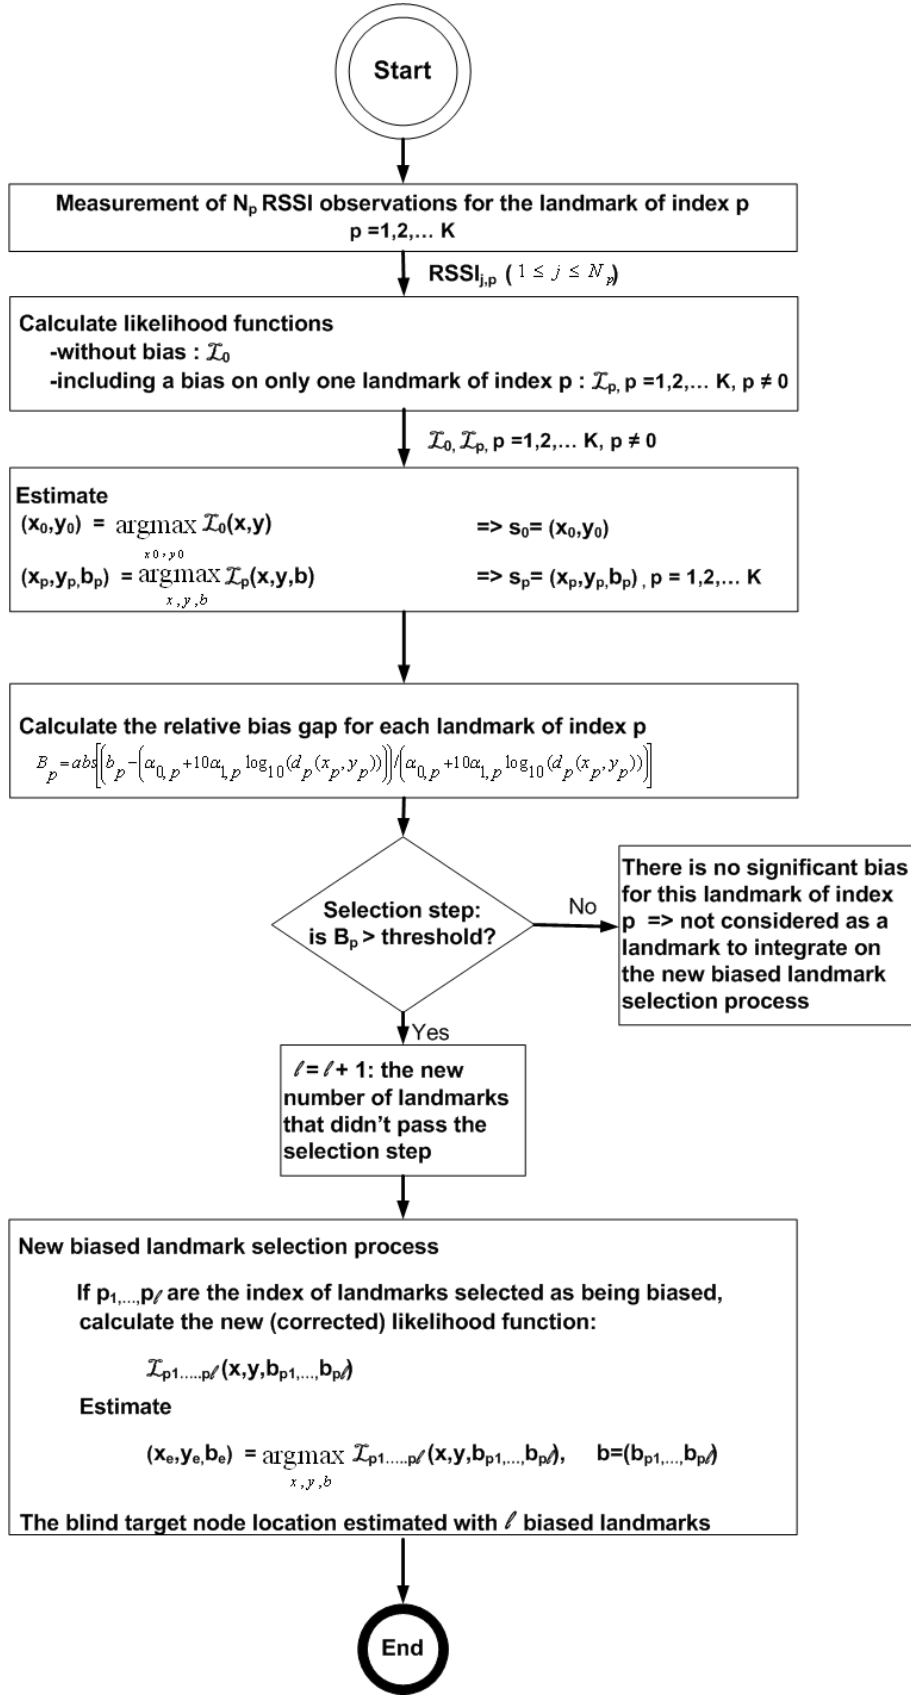 Start
Measurement of Nₚ RSSI observations for the landmark of index p
p =1,2,... K
RSSIⱼ,ₚ ( 1 ≤ j ≤ Nₚ)
Calculate likelihood functions
-without bias : ℐ₀
-including a bias on only one landmark of index p : ℐₚ, p =1,2,... K, p ≠ 0
ℐ₀, ℐₚ, p =1,2,... K, p ≠ 0
Estimate
(x₀,y₀) = argmax ℐ₀(x,y) => s₀= (x₀,y₀)
x0,y0
(xₚ,yₚ,bₚ) = argmax ℐₚ(x,y,b) => sₚ= (xₚ,yₚ,bₚ) , p = 1,2,... K
x,y,b
Calculate the relative bias gap for each landmark of index p
Bₚ=abs[(bₚ−(α₀,ₚ+10α₁,ₚ log₁₀(dₚ(xₚ,yₚ))))/(α₀,ₚ+10α₁,ₚ log₁₀(dₚ(xₚ,yₚ)))]
Selection step:
is Bₚ > threshold?
No
There is no significant bias
for this landmark of index
p => not considered as a
landmark to integrate on
the new biased landmark
selection process
Yes
ℓ = ℓ + 1: the new
number of landmarks
that didn't pass the
selection step
New biased landmark selection process
If p₁,...,pℓ are the index of landmarks selected as being biased,
calculate the new (corrected) likelihood function:
ℐp1.....pℓ (x,y,bp1,...,bpℓ)
Estimate
(xₑ,yₑ,bₑ) = argmax ℐp1.....pℓ (x,y,bp1,...,bpℓ), b=(bp1,...,bpℓ)
x,y,b
The blind target node location estimated with ℓ biased landmarks
End